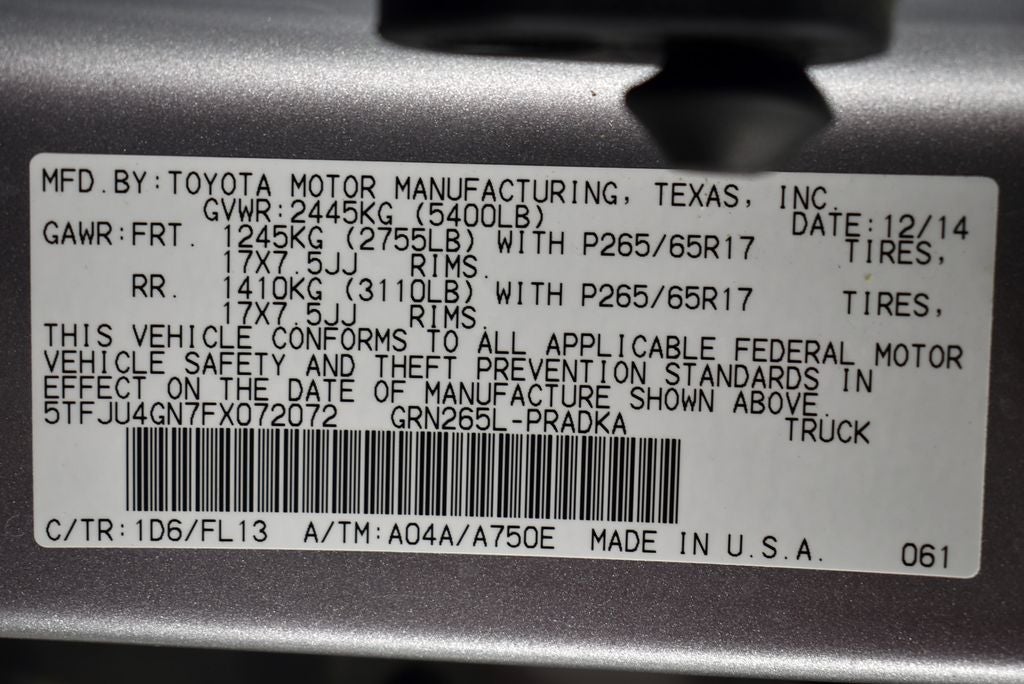 MFD.BY:TOYOTA MOTOR MANUFACTURING, TEXAS, INC.
GVWR:2445KG (5400LB) DATE:12/14
GAWR:FRT. 1245KG (2755LB) WITH P265/65R17 TIRES,
17X7.5JJ RIMS.
RR. 1410KG (3110LB) WITH P265/65R17 TIRES,
17X7.5JJ RIMS.
THIS VEHICLE CONFORMS TO ALL APPLICABLE FEDERAL MOTOR
VEHICLE SAFETY AND THEFT PREVENTION STANDARDS IN
EFFECT ON THE DATE OF MANUFACTURE SHOWN ABOVE.
5TFJU4GN7FX072072 GRN265L-PRADKA TRUCK
C/TR:1D6/FL13 A/TM:A04A/A750E MADE IN U.S.A. 061